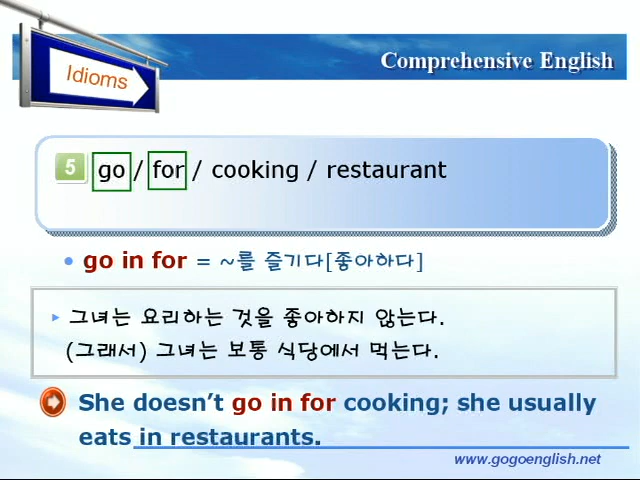 Idioms
Comprehensive English
5 go / for / cooking / restaurant
• go in for = ~를 즐기다[좋아하다]
▸ 그녀는 요리하는 것을 좋아하지 않는다.
(그래서) 그녀는 보통 식당에서 먹는다.
She doesn't go in for cooking; she usually
eats in restaurants.
www.gogoenglish.net